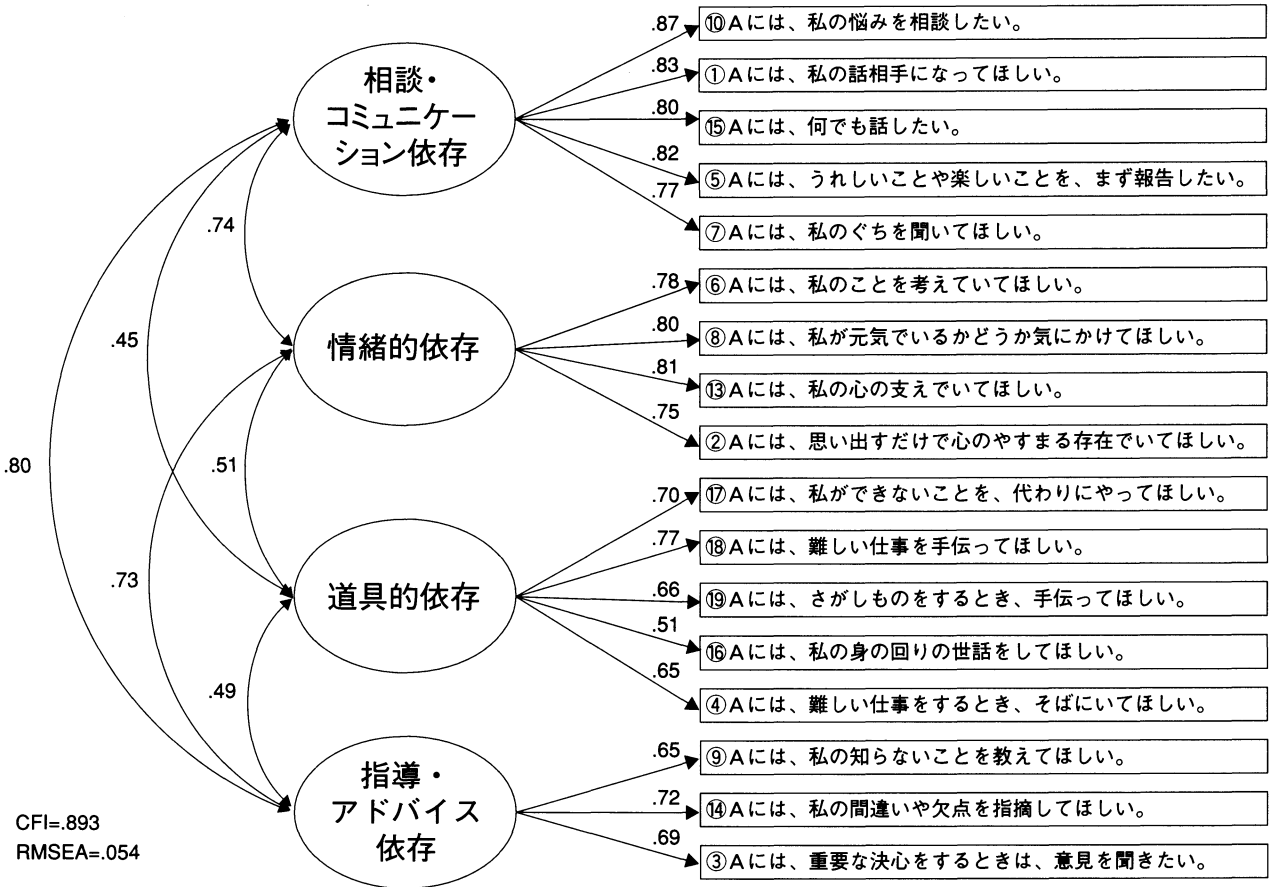 .87
⑩Aには、私の悩みを相談したい。
.83
①Aには、私の話相手になってほしい。
相談・
コミュニケー
ション依存
.80
⑮Aには、何でも話したい。
.82
⑤Aには、うれしいことや楽しいことを、まず報告したい。
.77
⑦Aには、私のぐちを聞いてほしい。
.74
.78
⑥Aには、私のことを考えていてほしい。
.45
情緒的依存
.80
⑧Aには、私が元気でいるかどうか気にかけてほしい。
.81
⑬Aには、私の心の支えでいてほしい。
.75
②Aには、思い出すだけで心のやすまる存在でいてほしい。
.80
.51
.70
⑰Aには、私ができないことを、代わりにやってほしい。
.77
⑱Aには、難しい仕事を手伝ってほしい。
.73
道具的依存
.66
⑲Aには、さがしものをするとき、手伝ってほしい。
.51
⑯Aには、私の身の回りの世話をしてほしい。
.65
④Aには、難しい仕事をするとき、そばにいてほしい。
.49
.65
⑨Aには、私の知らないことを教えてほしい。
指導・
アドバイス
依存
.72
⑭Aには、私の間違いや欠点を指摘してほしい。
.69
③Aには、重要な決心をするときは、意見を聞きたい。
CFI=.893
RMSEA=.054